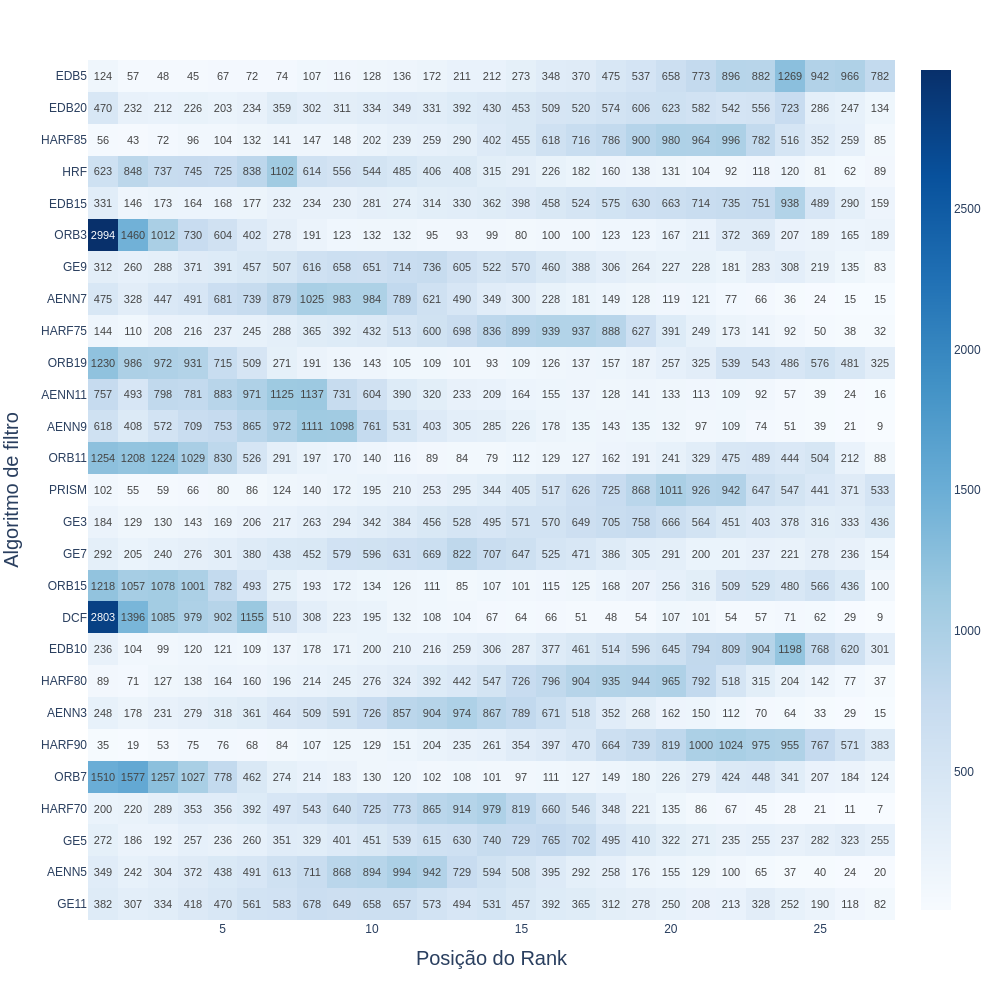 EDB5 124 57 48 45 67 72 74 107 116 128 136 172 211 212 273 348 370 475 537 658 773 896 882 1269 942 966 782
EDB20 470 232 212 226 203 234 359 302 311 334 349 331 392 430 453 509 520 574 606 623 582 542 556 723 286 247 134
HARF85 56 43 72 96 104 132 141 147 148 202 239 259 290 402 455 618 716 786 900 980 964 996 782 516 352 259 85
HRF 623 848 737 745 725 838 1102 614 556 544 485 406 408 315 291 226 182 160 138 131 104 92 118 120 81 62 89
EDB15 331 146 173 164 168 177 232 234 230 281 274 314 330 362 398 458 524 575 630 663 714 735 751 938 489 290 159
ORB3 2994 1460 1012 730 604 402 278 191 123 132 132 95 93 99 80 100 100 123 123 167 211 372 369 207 189 165 189
GE9 312 260 288 371 391 457 507 616 658 651 714 736 605 522 570 460 388 306 264 227 228 181 283 308 219 135 83
AENN7 475 328 447 491 681 739 879 1025 983 984 789 621 490 349 300 228 181 149 128 119 121 77 66 36 24 15 15
HARF75 144 110 208 216 237 245 288 365 392 432 513 600 698 836 899 939 937 888 627 391 249 173 141 92 50 38 32
ORB19 1230 986 972 931 715 509 271 191 136 143 105 109 101 93 109 126 137 157 187 257 325 539 543 486 576 481 325
AENN11 757 493 798 781 883 971 1125 1137 731 604 390 320 233 209 164 155 137 128 141 133 113 109 92 57 39 24 16
AENN9 618 408 572 709 753 865 972 1111 1098 761 531 403 305 285 226 178 135 143 135 132 97 109 74 51 39 21 9
ORB11 1254 1208 1224 1029 830 526 291 197 170 140 116 89 84 79 112 129 127 162 191 241 329 475 489 444 504 212 88
PRISM 102 55 59 66 80 86 124 140 172 195 210 253 295 344 405 517 626 725 868 1011 926 942 647 547 441 371 533
GE3 184 129 130 143 169 206 217 263 294 342 384 456 528 495 571 570 649 705 758 666 564 451 403 378 316 333 436
GE7 292 205 240 276 301 380 438 452 579 596 631 669 822 707 647 525 471 386 305 291 200 201 237 221 278 236 154
ORB15 1218 1057 1078 1001 782 493 275 193 172 134 126 111 85 107 101 115 125 168 207 256 316 509 529 480 566 436 100
DCF 2803 1396 1085 979 902 1155 510 308 223 195 132 108 104 67 64 66 51 48 54 107 101 54 57 71 62 29 9
EDB10 236 104 99 120 121 109 137 178 171 200 210 216 259 306 287 377 461 514 596 645 794 809 904 1198 768 620 301
HARF80 89 71 127 138 164 160 196 214 245 276 324 392 442 547 726 796 904 935 944 965 792 518 315 204 142 77 37
AENN3 248 178 231 279 318 361 464 509 591 726 857 904 974 867 789 671 518 352 268 162 150 112 70 64 33 29 15
HARF90 35 19 53 75 76 68 84 107 125 129 151 204 235 261 354 397 470 664 739 819 1000 1024 975 955 767 571 383
ORB7 1510 1577 1257 1027 778 462 274 214 183 130 120 102 108 101 97 111 127 149 180 226 279 424 448 341 207 184 124
HARF70 200 220 289 353 356 392 497 543 640 725 773 865 914 979 819 660 546 348 221 135 86 67 45 28 21 11 7
GE5 272 186 192 257 236 260 351 329 401 451 539 615 630 740 729 765 702 495 410 322 271 235 255 237 282 323 255
AENN5 349 242 304 372 438 491 613 711 868 894 994 942 729 594 508 395 292 258 176 155 129 100 65 37 40 24 20
GE11 382 307 334 418 470 561 583 678 649 658 657 573 494 531 457 392 365 312 278 250 208 213 328 252 190 118 82
5 10 15 20 25
Posição do Rank
Algoritmo de filtro
2500
2000
1500
1000
500